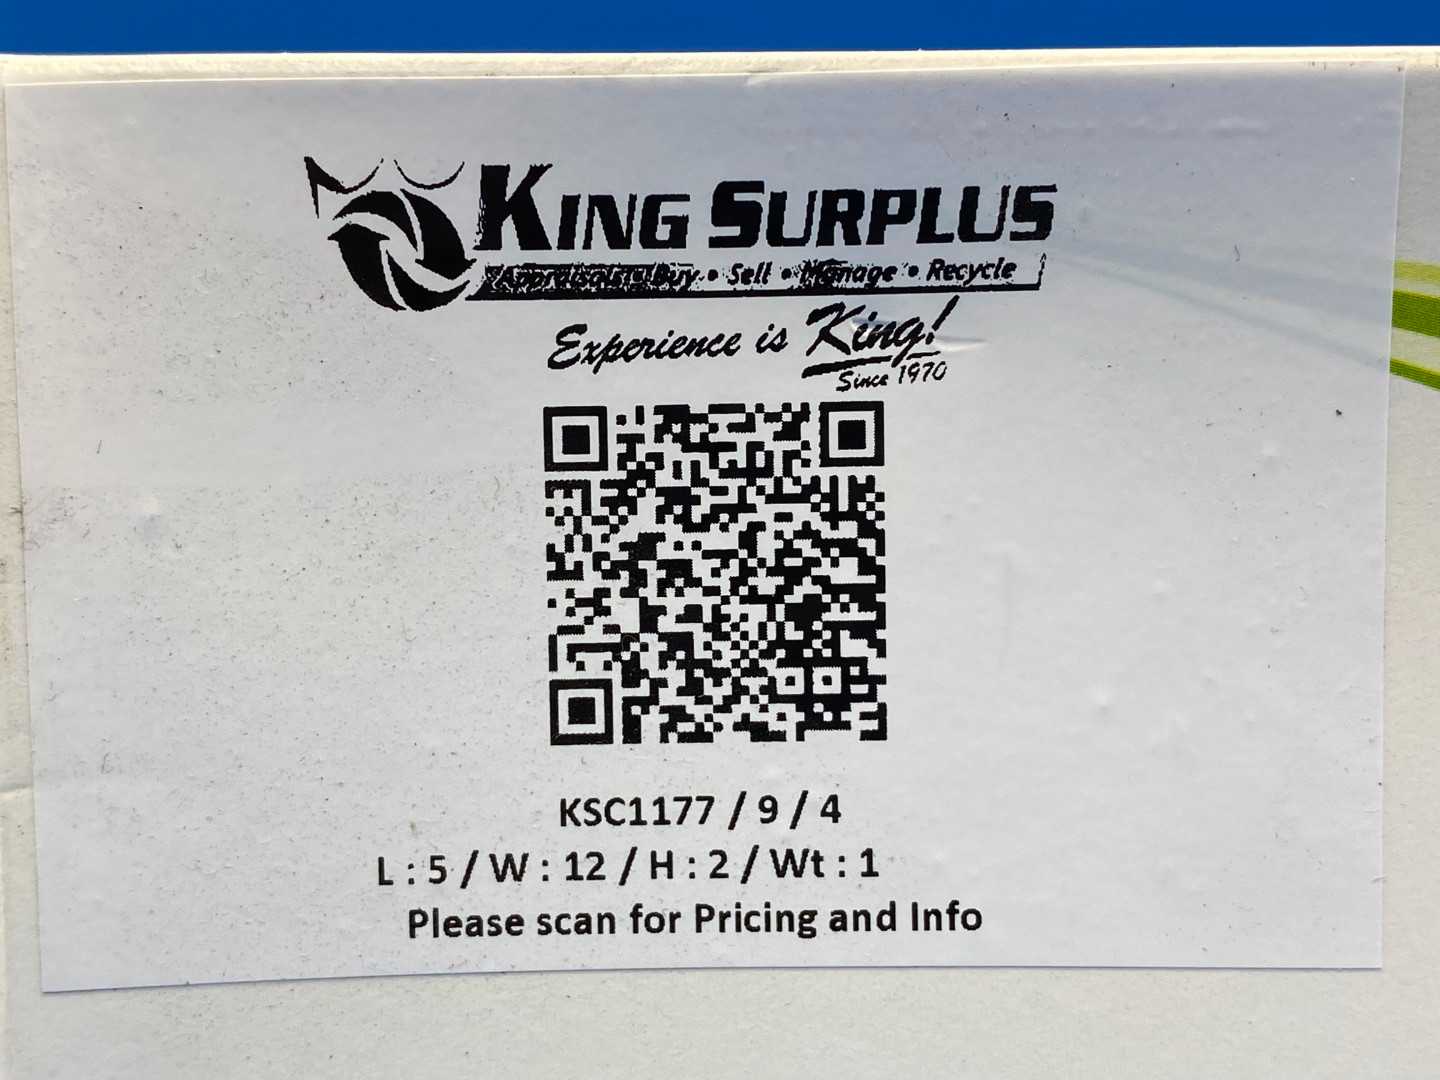 KING SURPLUS
Appraisals • Buy • Sell • Manage • Recycle
Experience is King!
Since 1970
KSC1177 / 9 / 4
L : 5 / W : 12 / H : 2 / Wt : 1
Please scan for Pricing and Info